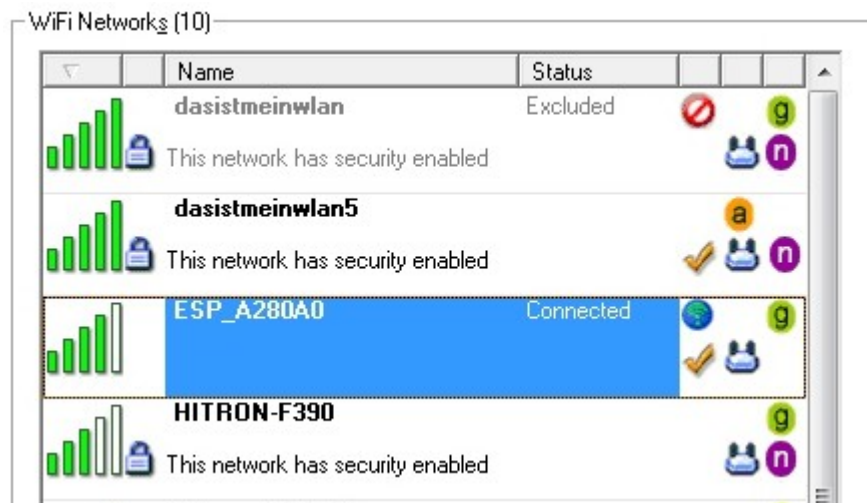 WiFi Networks (10)
Name Status
dasistmeinwlan Excluded g
This network has security enabled n
dasistmeinwlan5 a
This network has security enabled n
ESP_A280A0 Connected g
HITRON-F390 g
This network has security enabled n